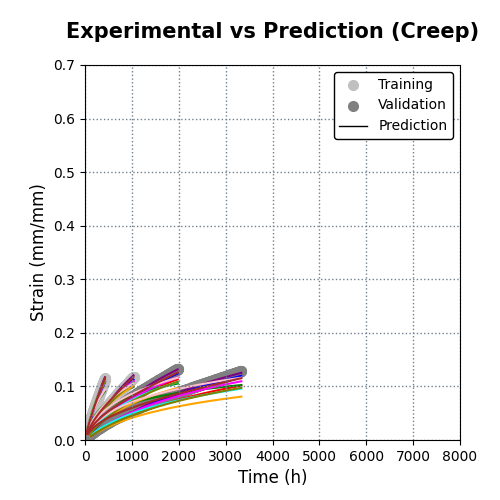 Experimental vs Prediction (Creep)
0.7
0.6
0.5
0.4
0.3
0.2
0.1
0.0
Strain (mm/mm)
Training
Validation
Prediction
0 1000 2000 3000 4000 5000 6000 7000 8000
Time (h)